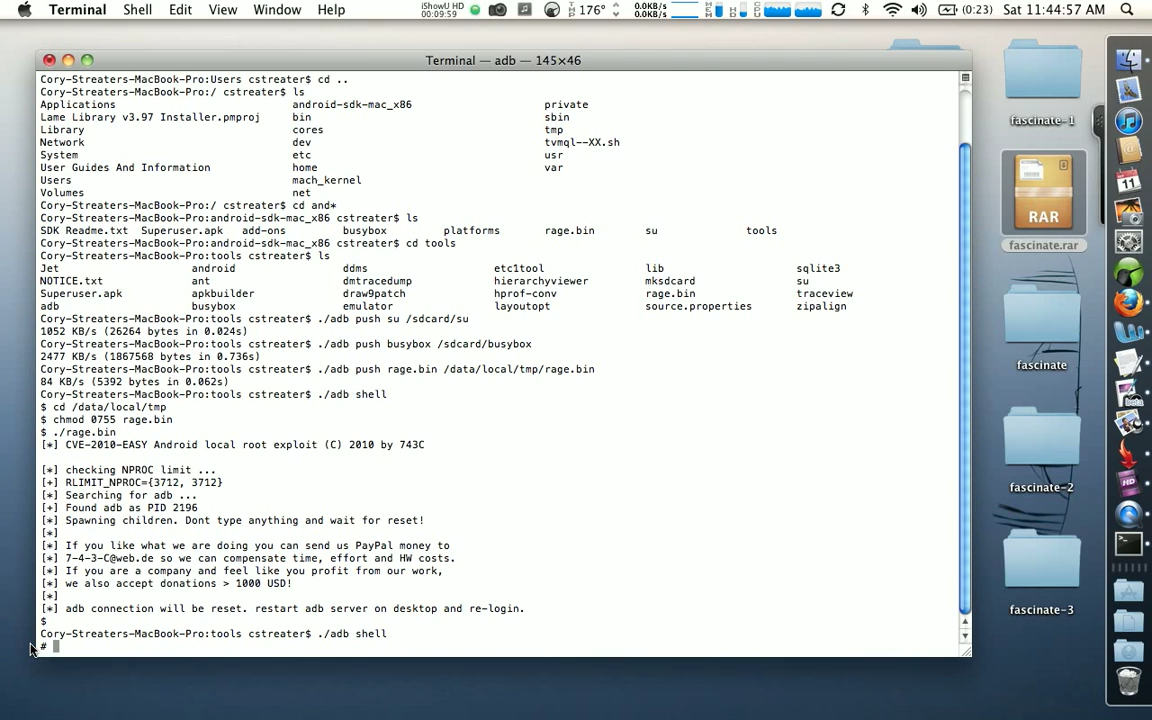 Terminal Shell Edit View Window Help
iShowU HD
00:09:59
176°
0.0KB/s
0.0KB/s
(0:23) Sat 11:44:57 AM
Terminal — adb — 145×46
Cory-Streaters-MacBook-Pro:Users cstreater$ cd ..
Cory-Streaters-MacBook-Pro:/ cstreater$ ls
Applications android-sdk-mac_x86 private
Lame Library v3.97 Installer.pmproj bin sbin
Library cores tmp
Network dev tvmql--XX.sh
System etc usr
User Guides And Information home var
Users mach_kernel
Volumes net
Cory-Streaters-MacBook-Pro:/ cstreater$ cd and*
Cory-Streaters-MacBook-Pro:android-sdk-mac_x86 cstreater$ ls
SDK Readme.txt Superuser.apk add-ons busybox platforms rage.bin su tools
Cory-Streaters-MacBook-Pro:android-sdk-mac_x86 cstreater$ cd tools
Cory-Streaters-MacBook-Pro:tools cstreater$ ls
Jet android ddms etc1tool lib sqlite3
NOTICE.txt ant dmtracedump hierarchyviewer mksdcard su
Superuser.apk apkbuilder draw9patch hprof-conv rage.bin traceview
adb busybox emulator layoutopt source.properties zipalign
Cory-Streaters-MacBook-Pro:tools cstreater$ ./adb push su /sdcard/su
1052 KB/s (26264 bytes in 0.024s)
Cory-Streaters-MacBook-Pro:tools cstreater$ ./adb push busybox /sdcard/busybox
2477 KB/s (1867568 bytes in 0.736s)
Cory-Streaters-MacBook-Pro:tools cstreater$ ./adb push rage.bin /data/local/tmp/rage.bin
84 KB/s (5392 bytes in 0.062s)
Cory-Streaters-MacBook-Pro:tools cstreater$ ./adb shell
$ cd /data/local/tmp
$ chmod 0755 rage.bin
$ ./rage.bin
[*] CVE-2010-EASY Android local root exploit (C) 2010 by 743C
[*] checking NPROC limit ...
[+] RLIMIT_NPROC={3712, 3712}
[*] Searching for adb ...
[+] Found adb as PID 2196
[*] Spawning children. Dont type anything and wait for reset!
[*]
[*] If you like what we are doing you can send us PayPal money to
[*] 7-4-3-C@web.de so we can compensate time, effort and HW costs.
[*] If you are a company and feel like you profit from our work,
[*] we also accept donations > 1000 USD!
[*]
[*] adb connection will be reset. restart adb server on desktop and re-login.
$
Cory-Streaters-MacBook-Pro:tools cstreater$ ./adb shell
#
fascinate-1
RAR
fascinate.rar
fascinate
fascinate-2
fascinate-3